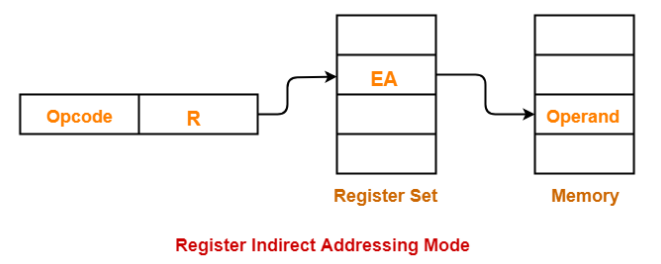 EA
Opcode
R
Operand
Register Set
Memory
Register Indirect Addressing Mode